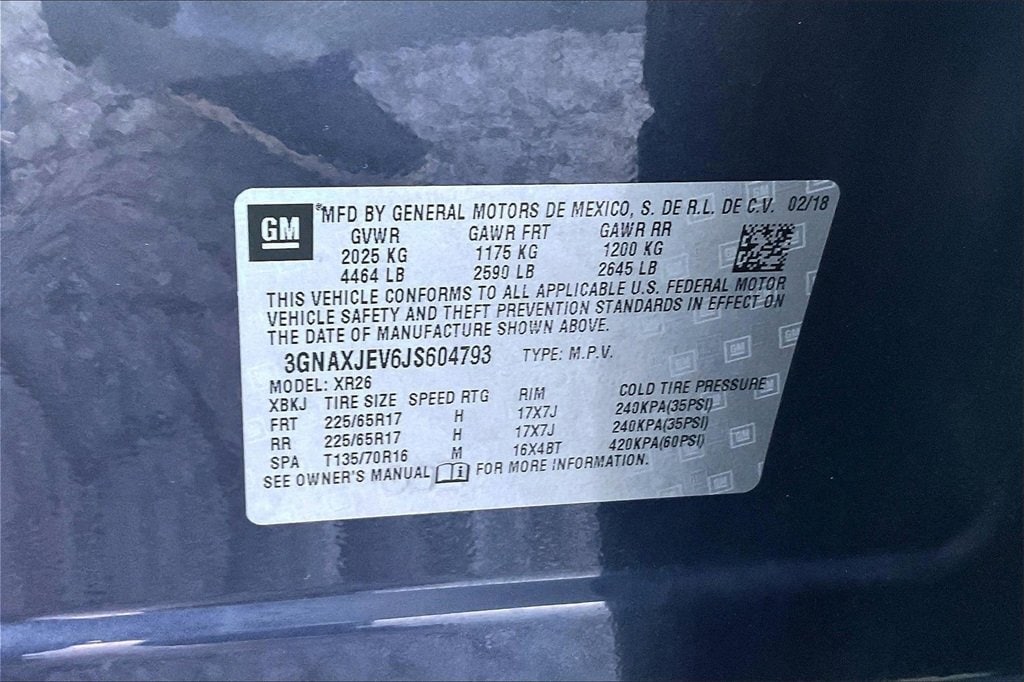 GM ®MFD BY GENERAL MOTORS DE MEXICO, S. DE R.L. DE C.V. 02/18
GVWR GAWR FRT GAWR RR
2025 KG 1175 KG 1200 KG
4464 LB 2590 LB 2645 LB
THIS VEHICLE CONFORMS TO ALL APPLICABLE U.S. FEDERAL MOTOR
VEHICLE SAFETY AND THEFT PREVENTION STANDARDS IN EFFECT ON
THE DATE OF MANUFACTURE SHOWN ABOVE.
3GNAXJEV6JS604793 TYPE: M.P.V.
MODEL: XR26
XBKJ TIRE SIZE SPEED RTG RIM COLD TIRE PRESSURE
FRT 225/65R17 H 17X7J 240KPA(35PSI)
RR 225/65R17 H 17X7J 240KPA(35PSI)
SPA T135/70R16 M 16X4BT 420KPA(60PSI)
SEE OWNER'S MANUAL i FOR MORE INFORMATION.